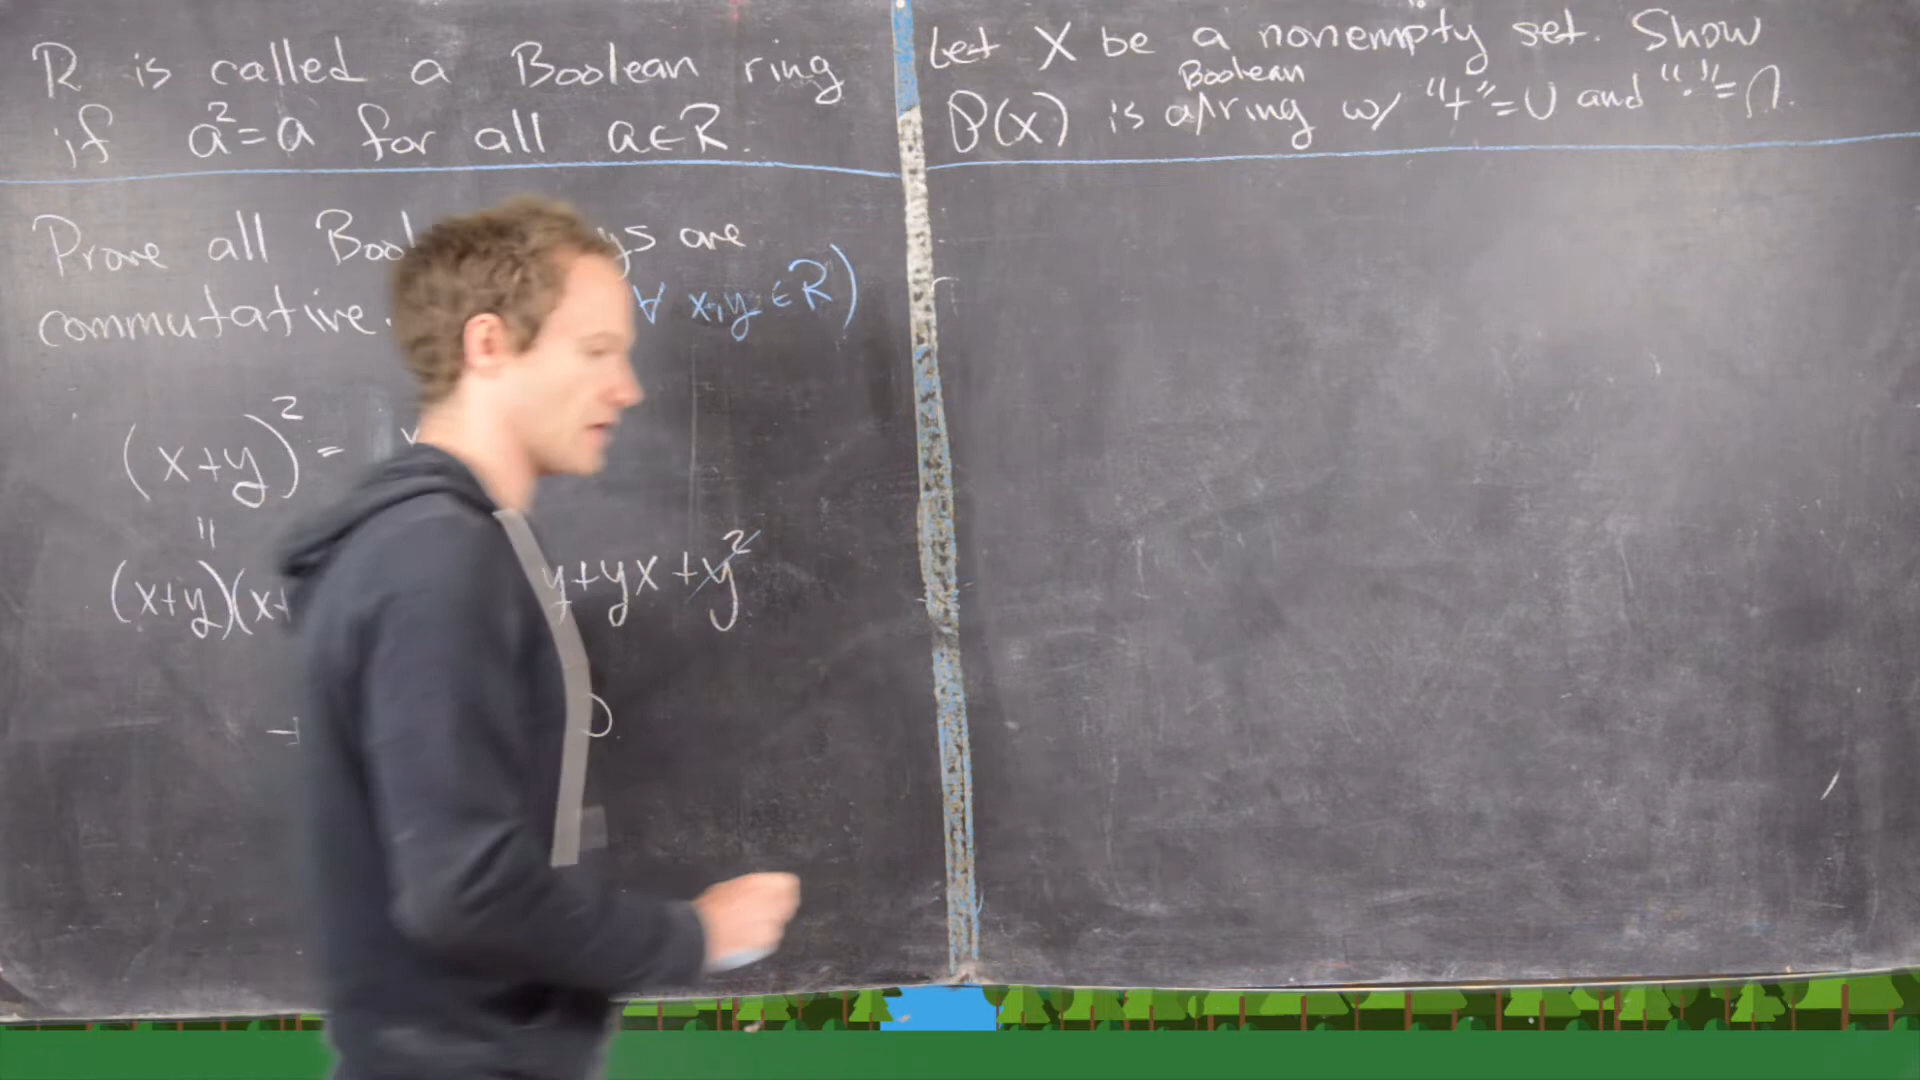 R is called a Boolean ring
if a²=a for all a∈R.
Prove all are
commutative. ∀ x,y ∈ R)
(x+y)² =
"
(x+y)(x+ y+yx+y²
Let X be a nonempty set. Show
Boolean
P(X) is a/ring w/ "+"=∪ and "·"=∩.